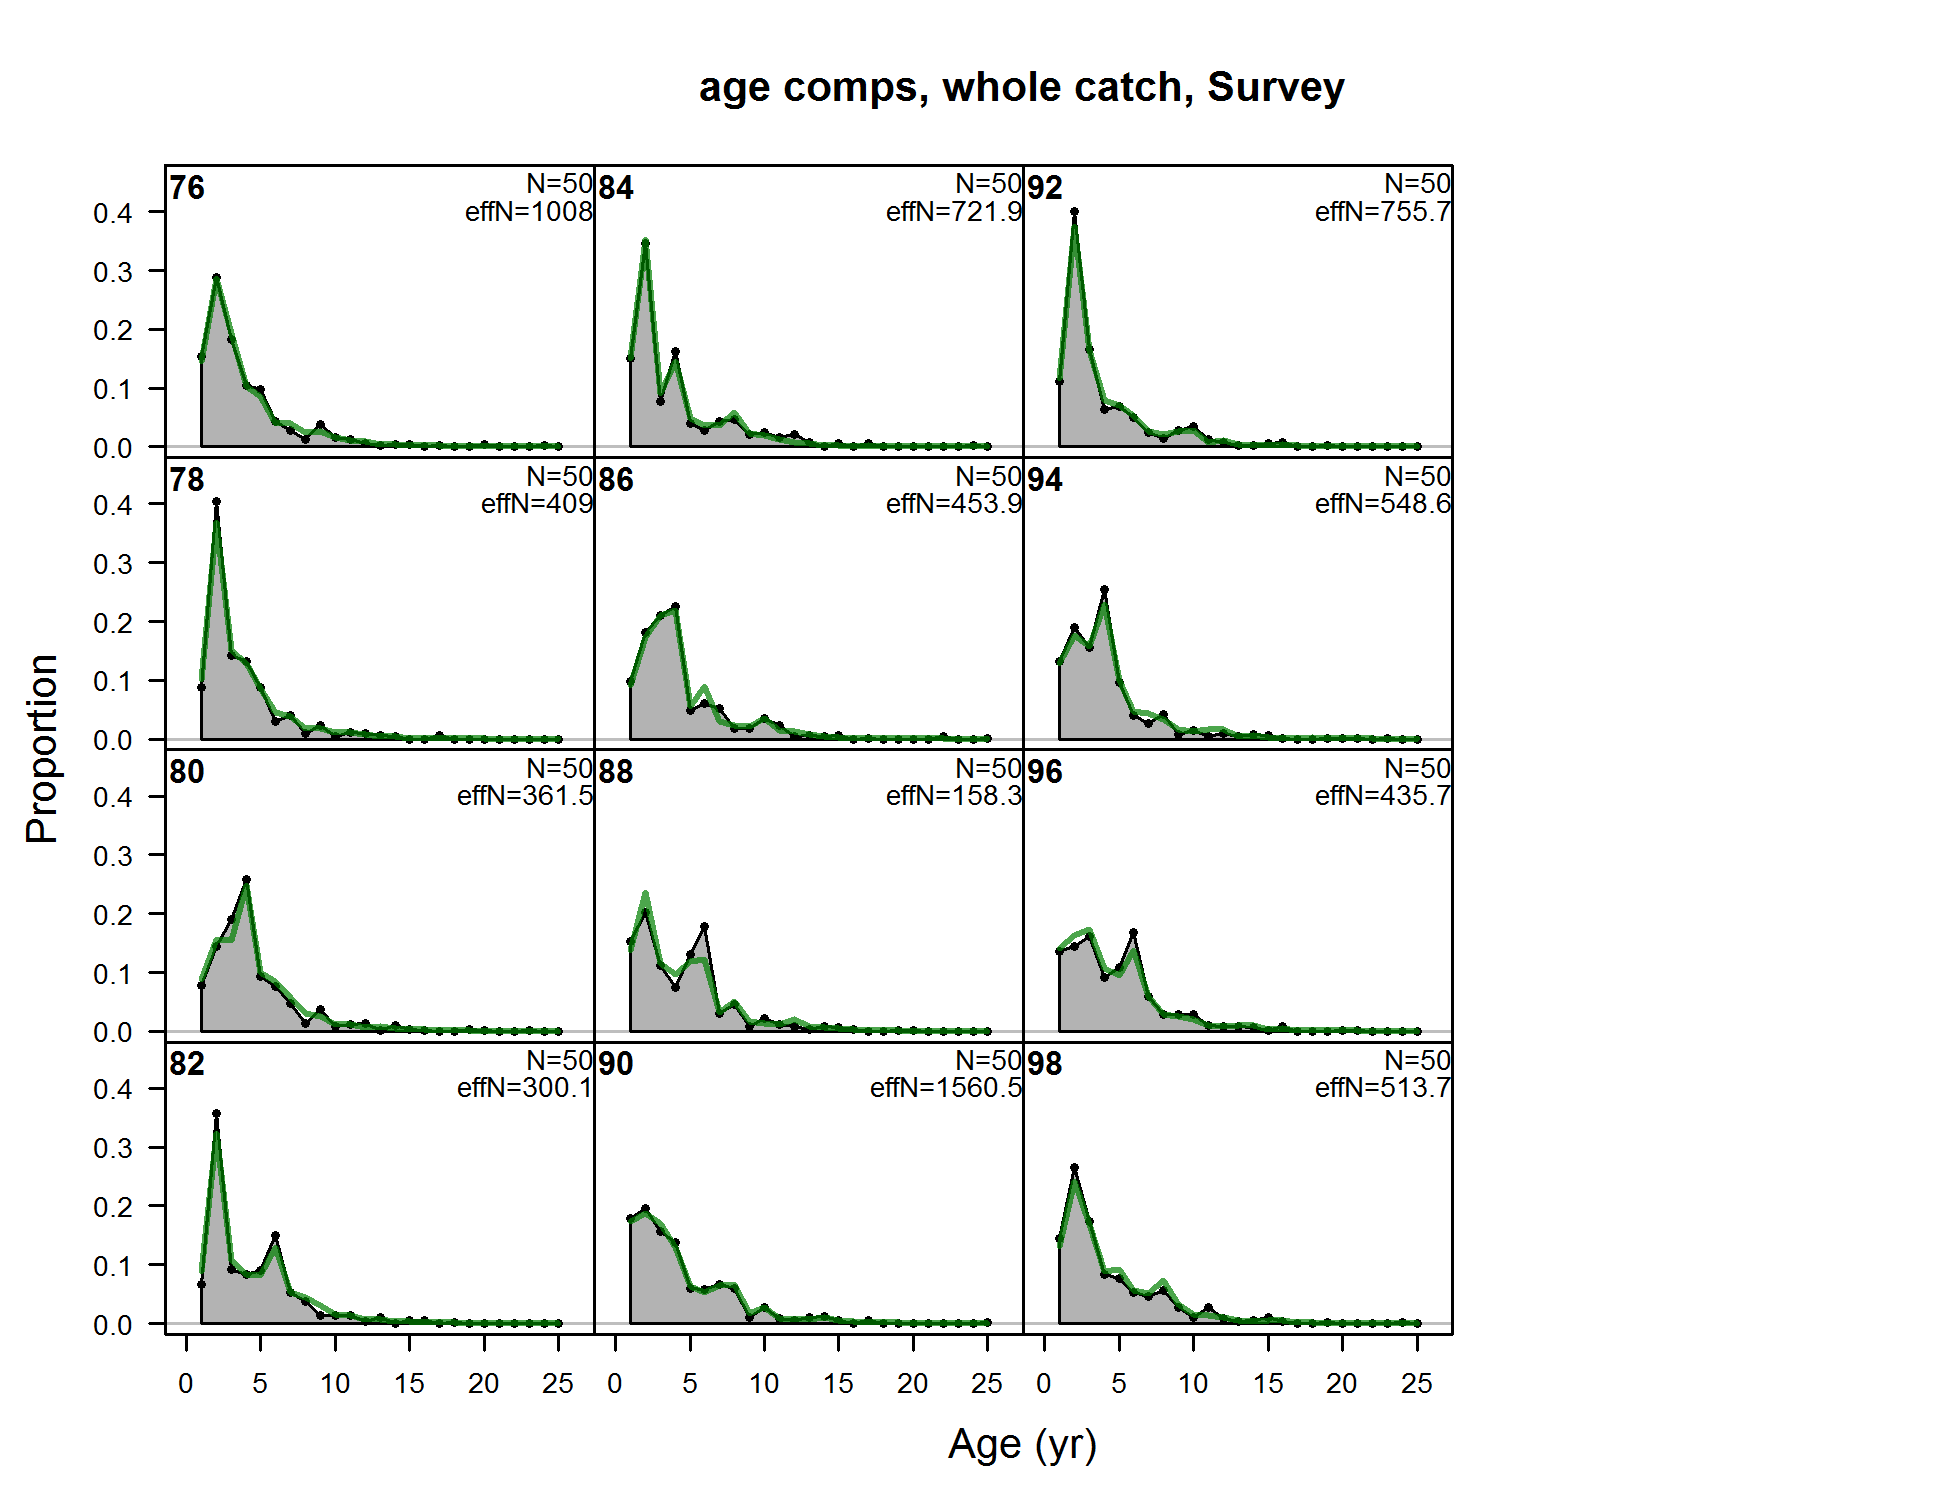 age comps, whole catch, Survey
76
N=50
effN=1008
84
N=50
effN=721.9
92
N=50
effN=755.7
0.4
0.3
0.2
0.1
0.0
78
N=50
effN=409
86
N=50
effN=453.9
94
N=50
effN=548.6
0.4
0.3
0.2
0.1
0.0
80
N=50
effN=361.5
88
N=50
effN=158.3
96
N=50
effN=435.7
0.4
0.3
0.2
0.1
0.0
82
N=50
effN=300.1
90
N=50
effN=1560.5
98
N=50
effN=513.7
0.4
0.3
0.2
0.1
0.0
0 5 10 15 20 25
0 5 10 15 20 25
0 5 10 15 20 25
Proportion
Age (yr)